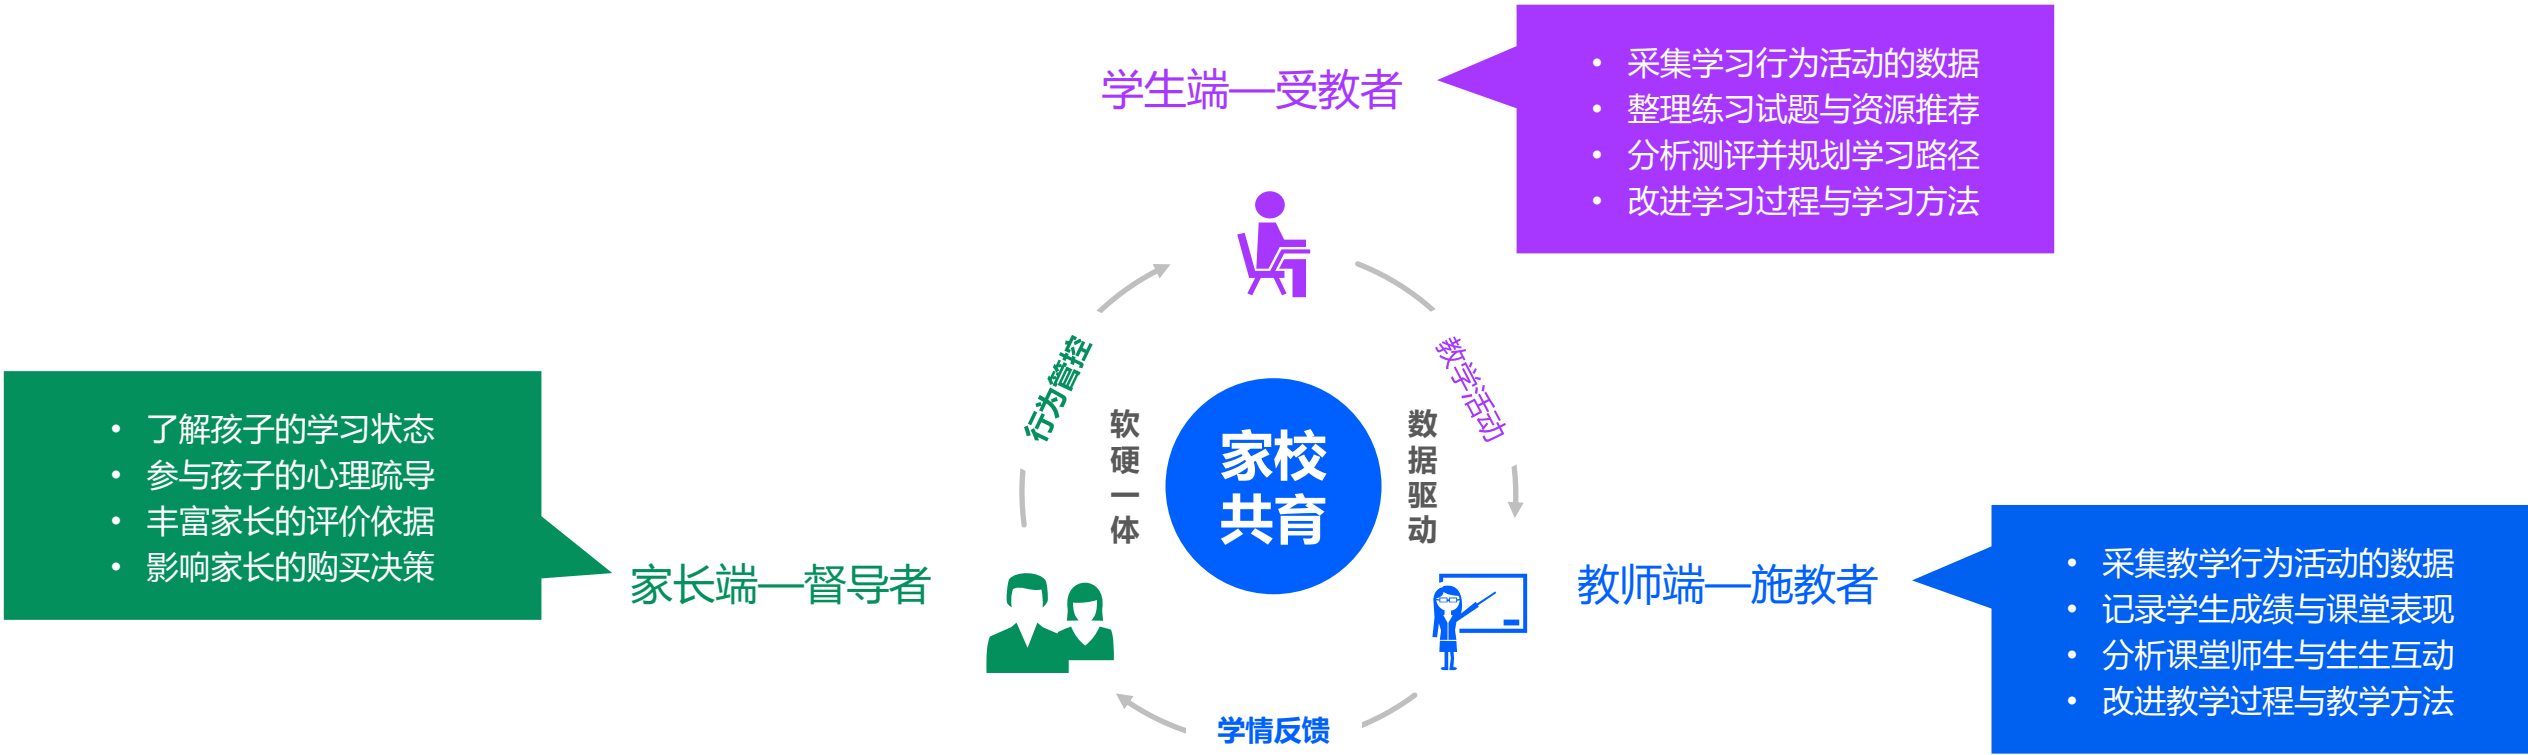 学生端—受教者
• 采集学习行为活动的数据
• 整理练习试题与资源推荐
• 分析测评并规划学习路径
• 改进学习过程与学习方法
行为管控
教学活动
软硬一体
家校
共育
数据驱动
• 了解孩子的学习状态
• 参与孩子的心理疏导
• 丰富家长的评价依据
• 影响家长的购买决策
家长端—督导者
教师端—施教者
• 采集教学行为活动的数据
• 记录学生成绩与课堂表现
• 分析课堂师生与生生互动
• 改进教学过程与教学方法
学情反馈